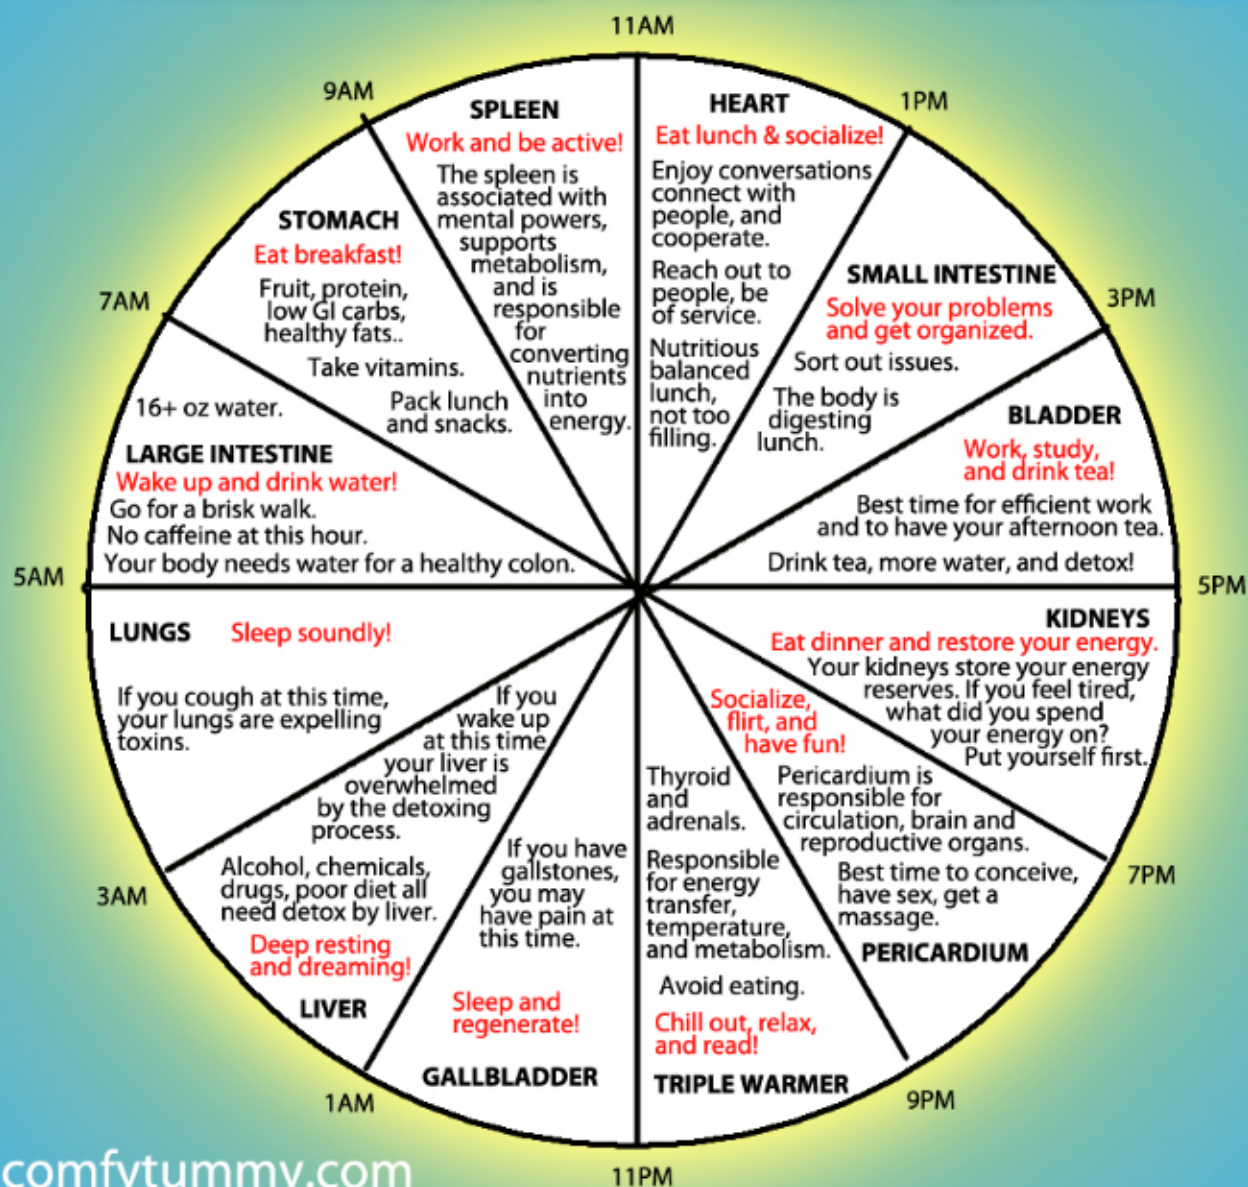 11AM
SPLEEN
Work and be active!
The spleen is
associated with
mental powers,
supports
metabolism,
and is
responsible
for
converting
nutrients
into
energy.
HEART
Eat lunch & socialize!
Enjoy conversations
connect with
people, and
cooperate.
Reach out to
people, be
of service.
Nutritious
balanced
lunch,
not too
filling.
1PM
SMALL INTESTINE
Solve your problems
and get organized.
Sort out issues.
The body is
digesting
lunch.
3PM
BLADDER
Work, study,
and drink tea!
Best time for efficient work
and to have your afternoon tea.
Drink tea, more water, and detox!
5PM
KIDNEYS
Eat dinner and restore your energy.
Your kidneys store your energy
reserves. If you feel tired,
what did you spend
your energy on?
Put yourself first.
7PM
Socialize,
flirt, and
have fun!
Pericardium is
responsible for
circulation, brain and
reproductive organs.
Best time to conceive,
have sex, get a
massage.
PERICARDIUM
9PM
Thyroid
and
adrenals.
Responsible
for energy
transfer,
temperature,
and metabolism.
Avoid eating.
Chill out, relax,
and read!
TRIPLE WARMER
11PM
If you have
gallstones,
you may
have pain at
this time.
Sleep and
regenerate!
GALLBLADDER
1AM
If you
wake up
at this time
your liver is
overwhelmed
by the detoxing
process.
Alcohol, chemicals,
drugs, poor diet all
need detox by liver.
Deep resting
and dreaming!
LIVER
3AM
LUNGS
Sleep soundly!
If you cough at this time,
your lungs are expelling
toxins.
5AM
16+ oz water.
LARGE INTESTINE
Wake up and drink water!
Go for a brisk walk.
No caffeine at this hour.
Your body needs water for a healthy colon.
7AM
STOMACH
Eat breakfast!
Fruit, protein,
low GI carbs,
healthy fats..
Take vitamins.
Pack lunch
and snacks.
9AM
comfytummy.com